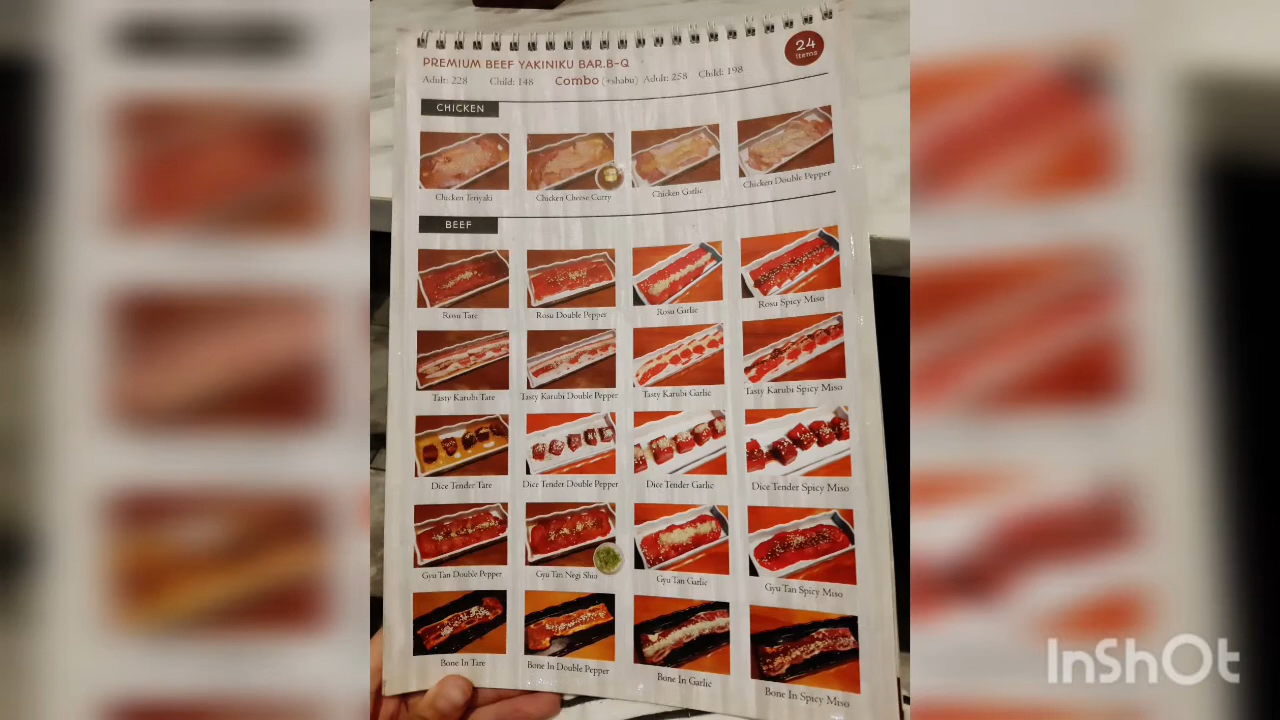 24
items
PREMIUM BEEF YAKINIKU BAR.B-Q
Adult: 228 Child: 148 Combo (+shabu) Adult: 258 Child: 198
CHICKEN
Chicken Teriyaki Chicken Cheese Curry Chicken Garlic Chicken Double Pepper
BEEF
Rosu Tare Rosu Double Pepper Rosu Garlic Rosu Spicy Miso
Tasty Karubi Tare Tasty Karubi Double Pepper Tasty Karubi Garlic Tasty Karubi Spicy Miso
Dice Tender Tare Dice Tender Double Pepper Dice Tender Garlic Dice Tender Spicy Miso
Gyu Tan Double Pepper Gyu Tan Negi Shio Gyu Tan Garlic Gyu Tan Spicy Miso
Bone In Tare Bone In Double Pepper Bone In Garlic Bone In Spicy Miso
InShOt